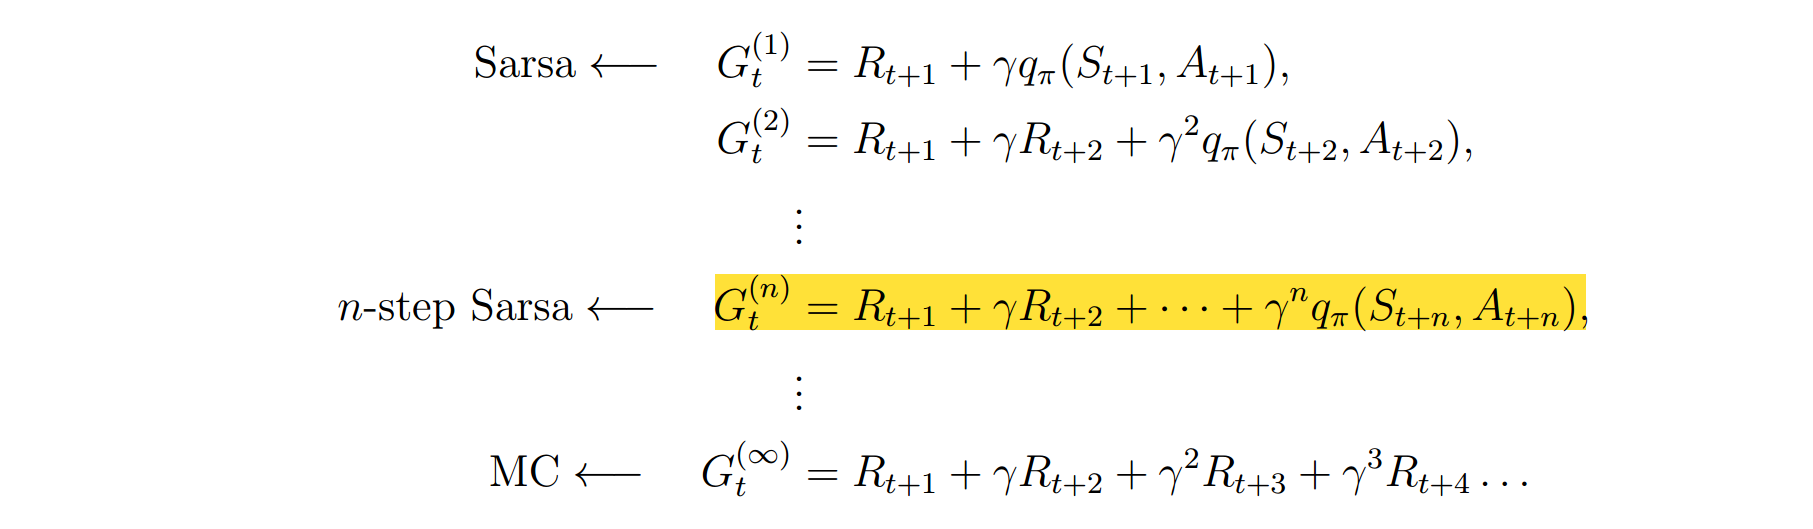 Sarsa ⟵ G_t^{(1)} = R_{t+1} + γq_π(S_{t+1}, A_{t+1}),
G_t^{(2)} = R_{t+1} + γR_{t+2} + γ^2 q_π(S_{t+2}, A_{t+2}),
⋮
n-step Sarsa ⟵ G_t^{(n)} = R_{t+1} + γR_{t+2} + ⋯ + γ^n q_π(S_{t+n}, A_{t+n}),
⋮
MC ⟵ G_t^{(∞)} = R_{t+1} + γR_{t+2} + γ^2 R_{t+3} + γ^3 R_{t+4} …